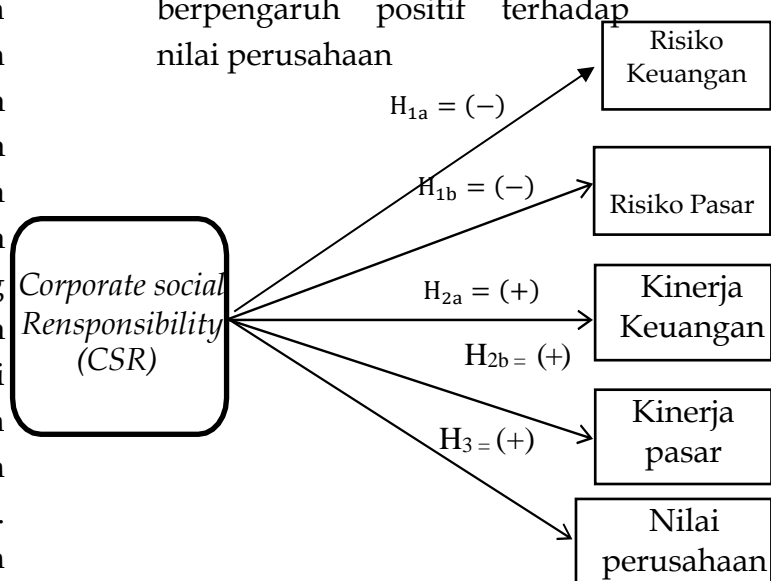 berpengaruh positif terhadap
nilai perusahaan
Risiko
Keuangan
H1a = (−)
H1b = (−)
Risiko Pasar
Corporate social
Rensponsibility
(CSR)
H2a = (+)
Kinerja
Keuangan
H2b = (+)
Kinerja
pasar
H3 = (+)
Nilai
perusahaan